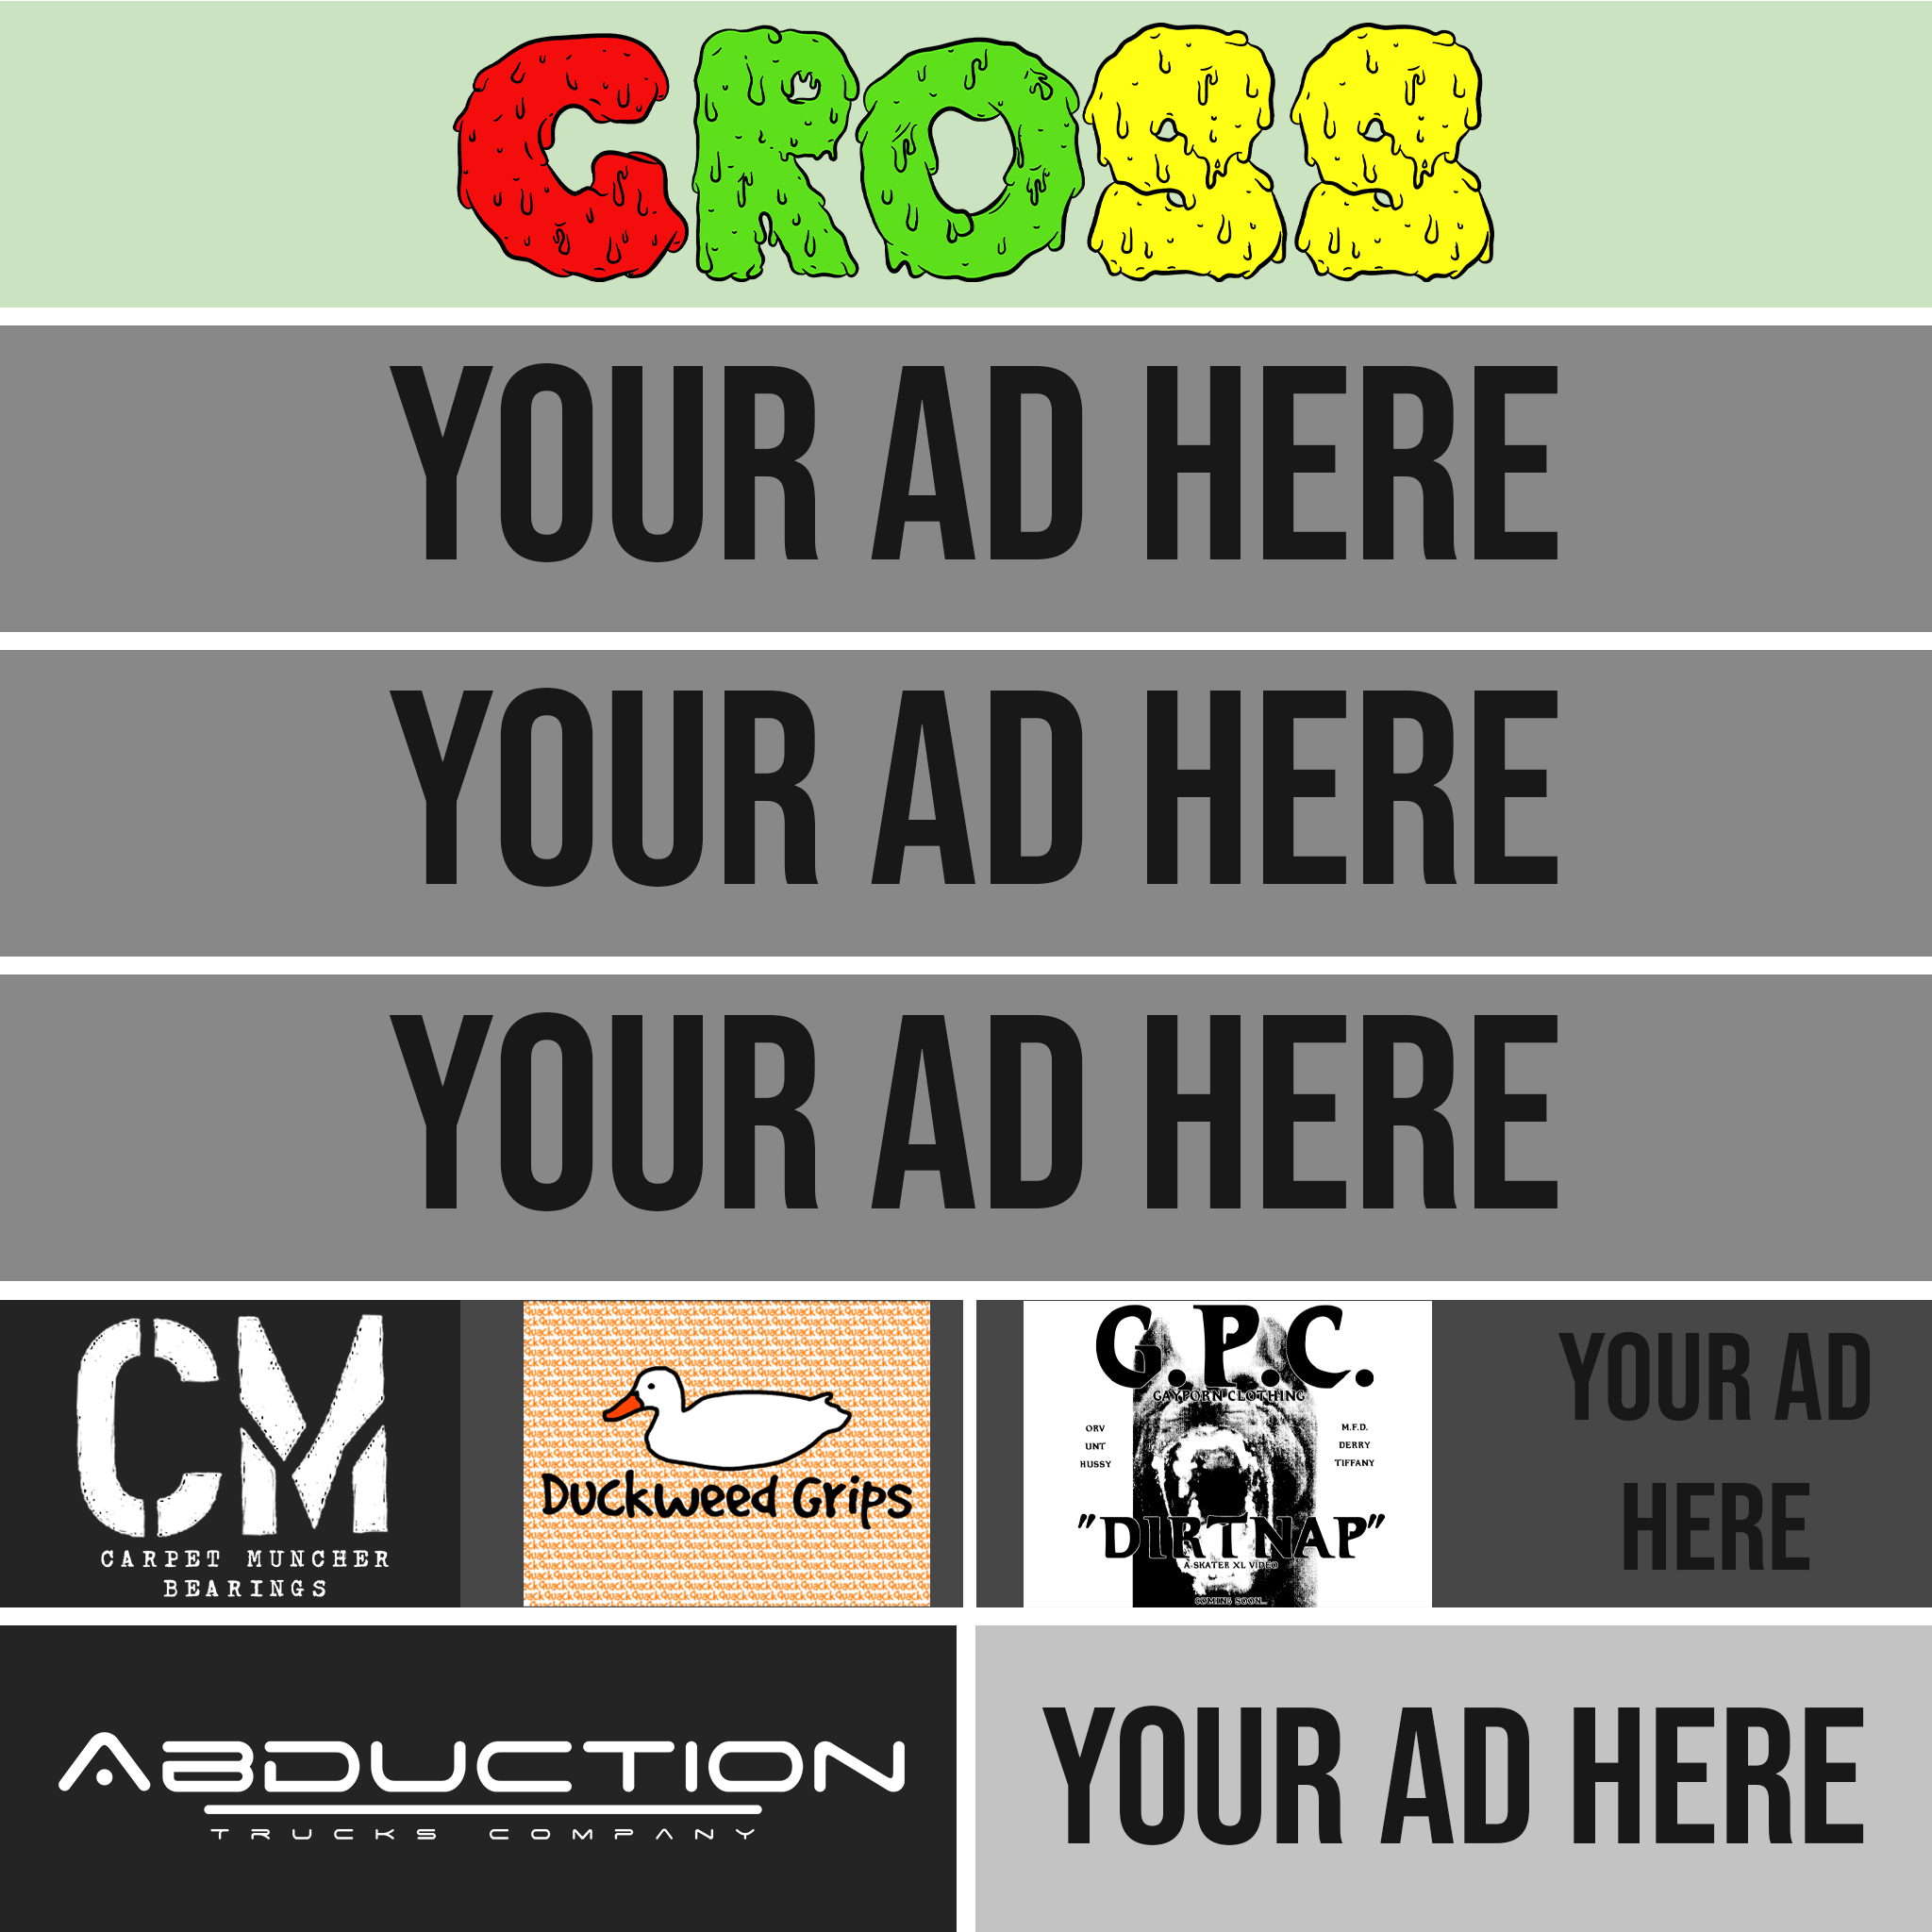 GROSS
YOUR AD HERE
YOUR AD HERE
YOUR AD HERE
CM
CARPET MUNCHER
BEARINGS
Duckweed Grips
G.P.C.
GAYPORN CLOTHING
ORV
UNT
HUSSY
M.F.D.
DERRY
TIFFANY
"DIRTNAP"
A SKATER XL VIDEO
COMING SOON...
YOUR AD
HERE
ABDUCTION
TRUCKS COMPANY
YOUR AD HERE